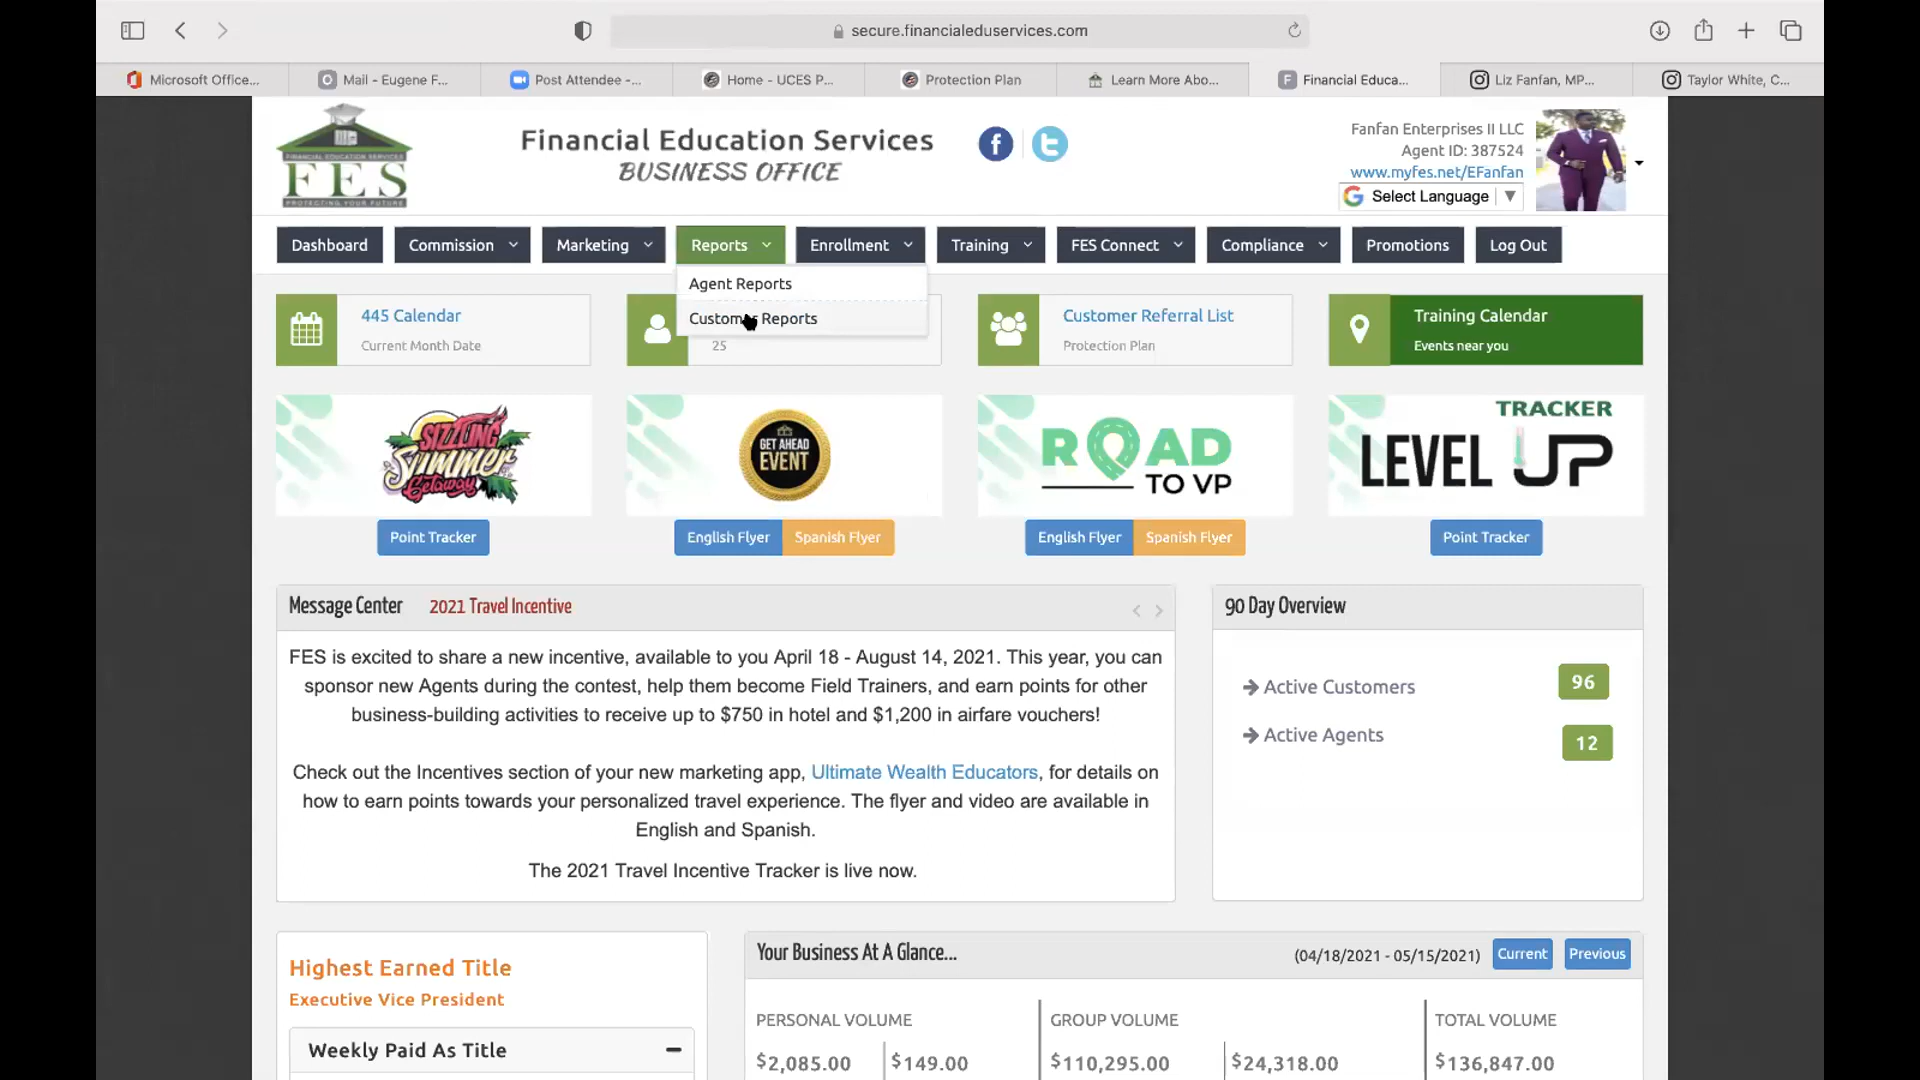 secure.financialeduservices.com
Microsoft Office...
Mail - Eugene F...
Post Attendee -...
Home - UCES P...
Protection Plan
Learn More Abo...
Financial Educa...
Liz Fanfan, MP...
Taylor White, C...
FINANCIAL EDUCATION SERVICES
FES
PROTECTING YOUR FUTURE
Financial Education Services
BUSINESS OFFICE
Fanfan Enterprises II LLC
Agent ID: 387524
www.myfes.net/EFanfan
Select Language
Dashboard
Commission
Marketing
Reports
Enrollment
Training
FES Connect
Compliance
Promotions
Log Out
Agent Reports
Customer Reports
445 Calendar
Current Month Date
25
Customer Referral List
Protection Plan
Training Calendar
Events near you
SIZZLING
Summer
Getaway
GET AHEAD
EVENT
ROAD
TO VP
TRACKER
LEVEL UP
Point Tracker
English Flyer
Spanish Flyer
English Flyer
Spanish Flyer
Point Tracker
Message Center
2021 Travel Incentive
FES is excited to share a new incentive, available to you April 18 - August 14, 2021. This year, you can
sponsor new Agents during the contest, help them become Field Trainers, and earn points for other
business-building activities to receive up to $750 in hotel and $1,200 in airfare vouchers!
Check out the Incentives section of your new marketing app, Ultimate Wealth Educators, for details on
how to earn points towards your personalized travel experience. The flyer and video are available in
English and Spanish.
The 2021 Travel Incentive Tracker is live now.
90 Day Overview
Active Customers
96
Active Agents
12
Highest Earned Title
Executive Vice President
Weekly Paid As Title
Your Business At A Glance...
(04/18/2021 - 05/15/2021)
Current
Previous
PERSONAL VOLUME
GROUP VOLUME
TOTAL VOLUME
$2,085.00
$149.00
$110,295.00
$24,318.00
$136,847.00